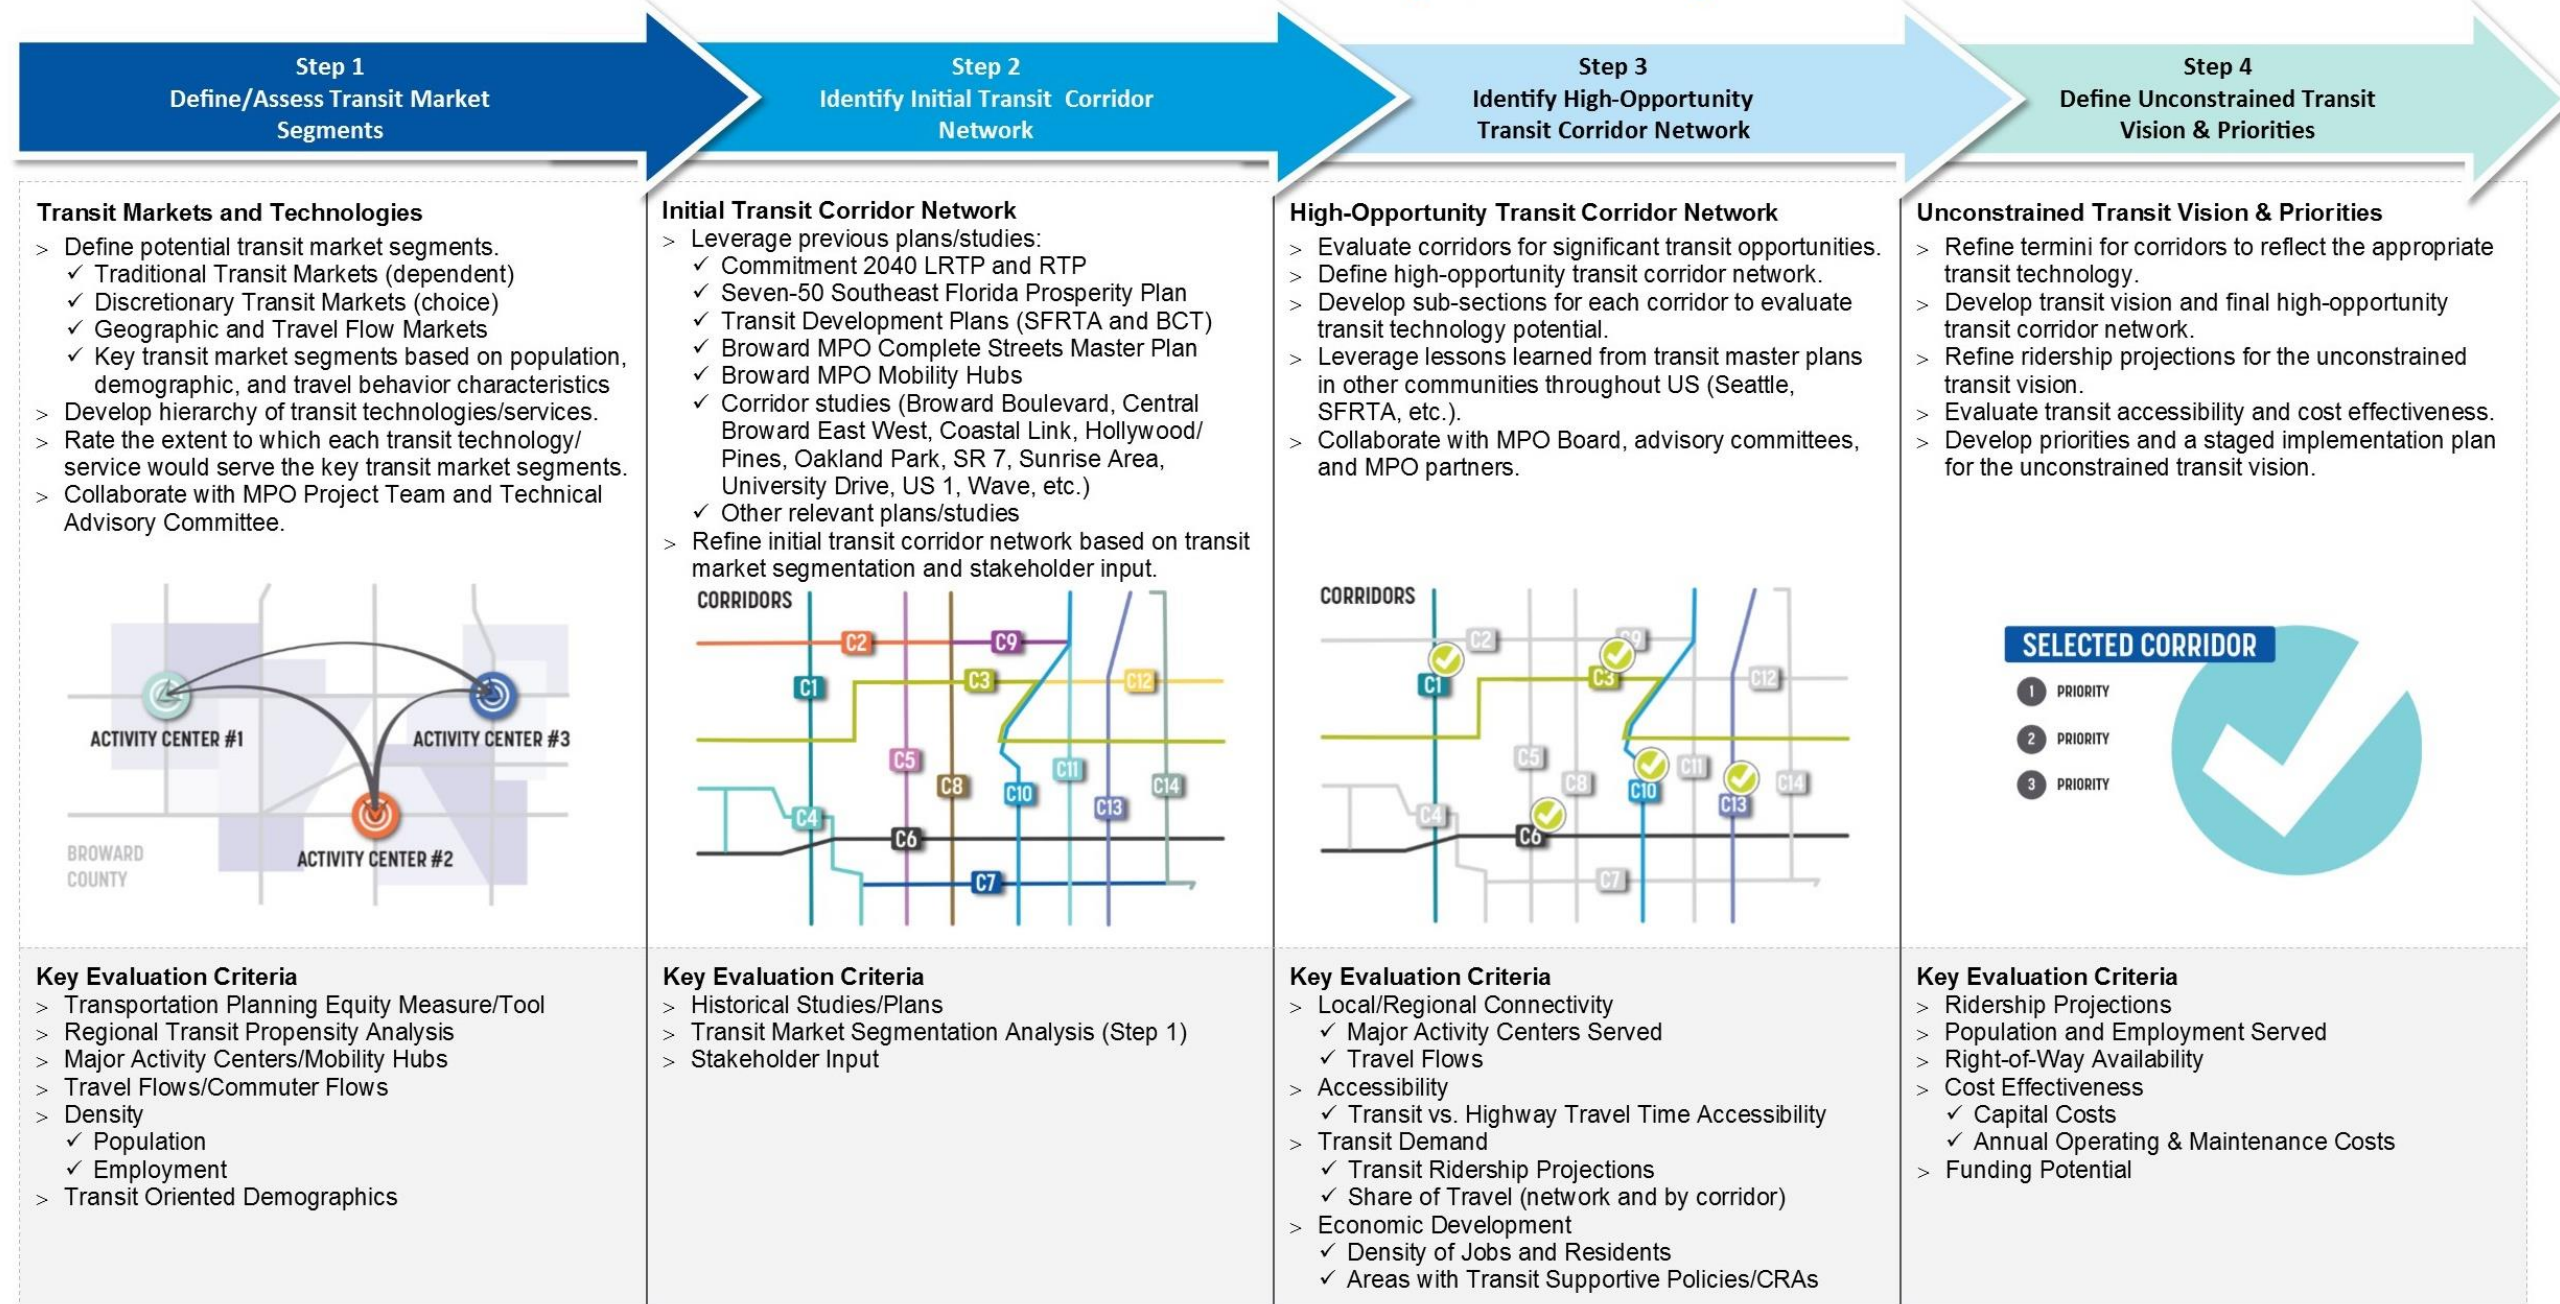 Step 1
Define/Assess Transit Market
Segments
Step 2
Identify Initial Transit Corridor
Network
Step 3
Identify High-Opportunity
Transit Corridor Network
Step 4
Define Unconstrained Transit
Vision & Priorities
Transit Markets and Technologies
> Define potential transit market segments.
✓ Traditional Transit Markets (dependent)
✓ Discretionary Transit Markets (choice)
✓ Geographic and Travel Flow Markets
✓ Key transit market segments based on population,
demographic, and travel behavior characteristics
> Develop hierarchy of transit technologies/services.
> Rate the extent to which each transit technology/
service would serve the key transit market segments.
> Collaborate with MPO Project Team and Technical
Advisory Committee.
ACTIVITY CENTER #1
ACTIVITY CENTER #3
ACTIVITY CENTER #2
BROWARD
COUNTY
Initial Transit Corridor Network
> Leverage previous plans/studies:
✓ Commitment 2040 LRTP and RTP
✓ Seven-50 Southeast Florida Prosperity Plan
✓ Transit Development Plans (SFRTA and BCT)
✓ Broward MPO Complete Streets Master Plan
✓ Broward MPO Mobility Hubs
✓ Corridor studies (Broward Boulevard, Central
Broward East West, Coastal Link, Hollywood/
Pines, Oakland Park, SR 7, Sunrise Area,
University Drive, US 1, Wave, etc.)
✓ Other relevant plans/studies
> Refine initial transit corridor network based on transit
market segmentation and stakeholder input.
CORRIDORS
C2
C9
C1
C3
C12
C5
C8
C11
C10
C14
C13
C4
C6
C7
High-Opportunity Transit Corridor Network
> Evaluate corridors for significant transit opportunities.
> Define high-opportunity transit corridor network.
> Develop sub-sections for each corridor to evaluate
transit technology potential.
> Leverage lessons learned from transit master plans
in other communities throughout US (Seattle,
SFRTA, etc.).
> Collaborate with MPO Board, advisory committees,
and MPO partners.
CORRIDORS
C2
C9
C1
C3
C12
C5
C8
C11
C10
C14
C13
C4
C6
C7
Unconstrained Transit Vision & Priorities
> Refine termini for corridors to reflect the appropriate
transit technology.
> Develop transit vision and final high-opportunity
transit corridor network.
> Refine ridership projections for the unconstrained
transit vision.
> Evaluate transit accessibility and cost effectiveness.
> Develop priorities and a staged implementation plan
for the unconstrained transit vision.
SELECTED CORRIDOR
1 PRIORITY
2 PRIORITY
3 PRIORITY
Key Evaluation Criteria
> Transportation Planning Equity Measure/Tool
> Regional Transit Propensity Analysis
> Major Activity Centers/Mobility Hubs
> Travel Flows/Commuter Flows
> Density
✓ Population
✓ Employment
> Transit Oriented Demographics
Key Evaluation Criteria
> Historical Studies/Plans
> Transit Market Segmentation Analysis (Step 1)
> Stakeholder Input
Key Evaluation Criteria
> Local/Regional Connectivity
✓ Major Activity Centers Served
✓ Travel Flows
> Accessibility
✓ Transit vs. Highway Travel Time Accessibility
> Transit Demand
✓ Transit Ridership Projections
✓ Share of Travel (network and by corridor)
> Economic Development
✓ Density of Jobs and Residents
✓ Areas with Transit Supportive Policies/CRAs
Key Evaluation Criteria
> Ridership Projections
> Population and Employment Served
> Right-of-Way Availability
> Cost Effectiveness
✓ Capital Costs
✓ Annual Operating & Maintenance Costs
> Funding Potential